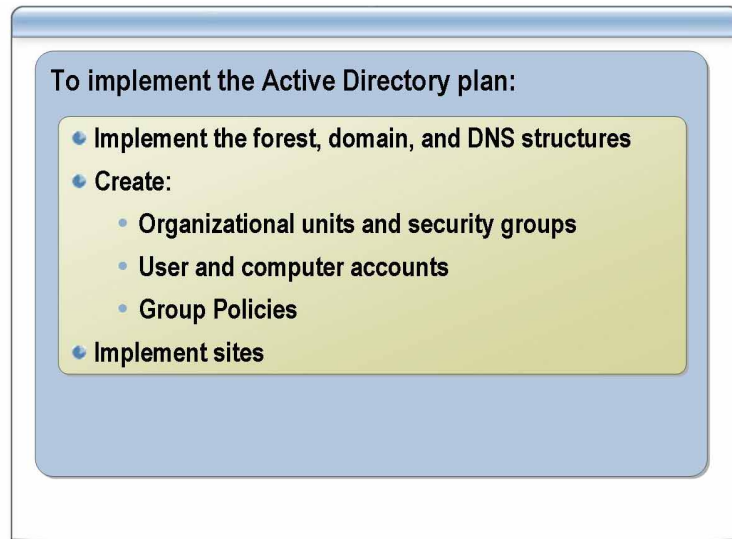 To implement the Active Directory plan:
Implement the forest, domain, and DNS structures
Create:
Organizational units and security groups
User and computer accounts
Group Policies
Implement sites